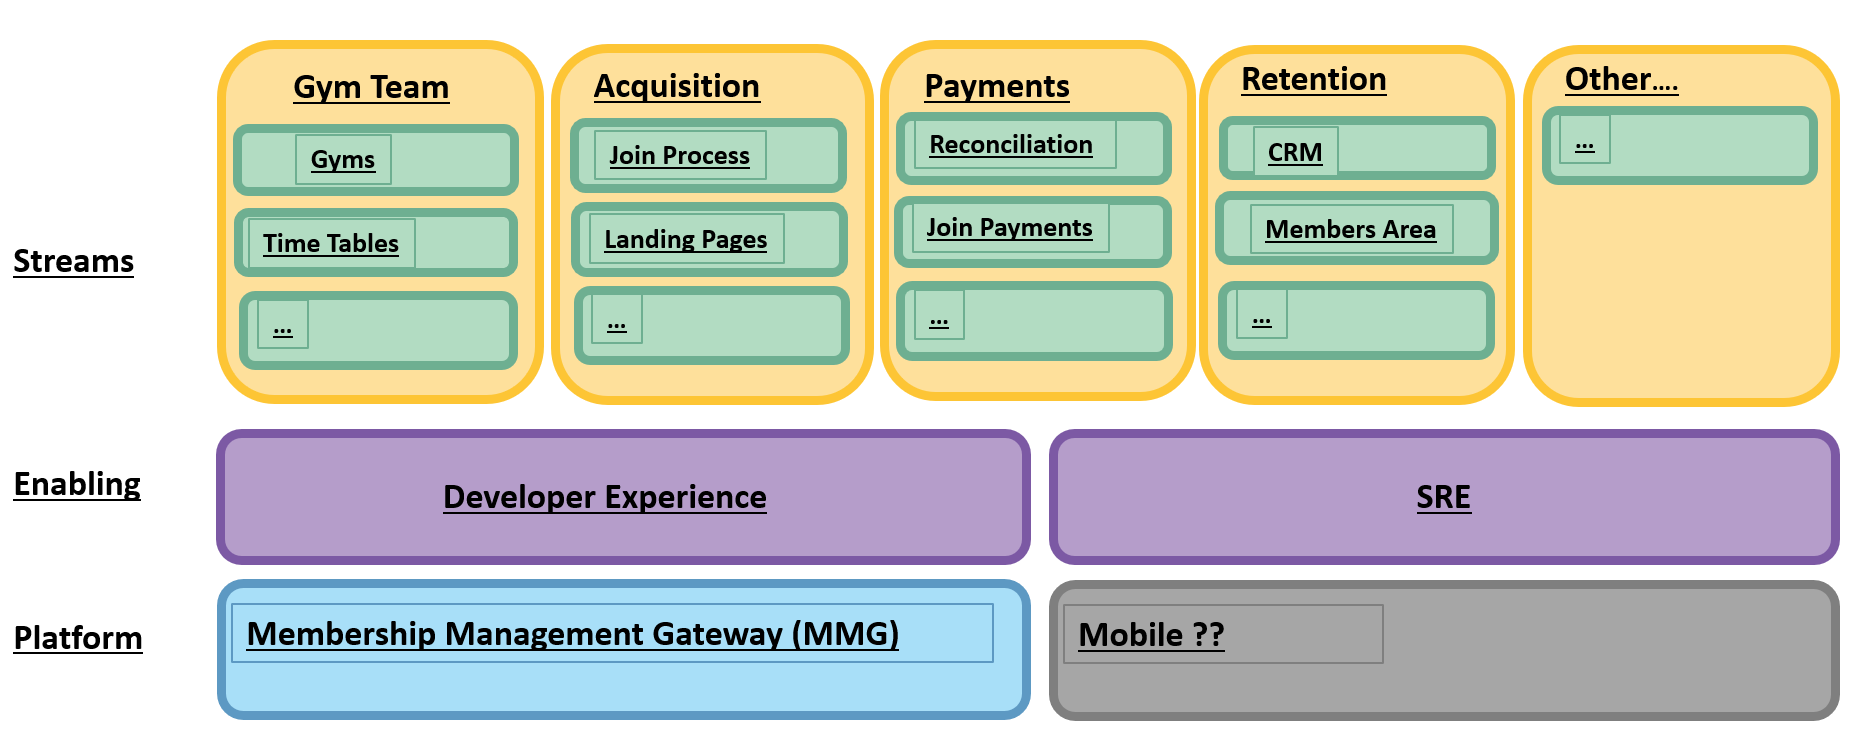 Streams
Gym Team
Gyms
Time Tables
...
Acquisition
Join Process
Landing Pages
...
Payments
Reconciliation
Join Payments
...
Retention
CRM
Members Area
...
Other....
...
Enabling
Developer Experience
SRE
Platform
Membership Management Gateway (MMG)
Mobile ??